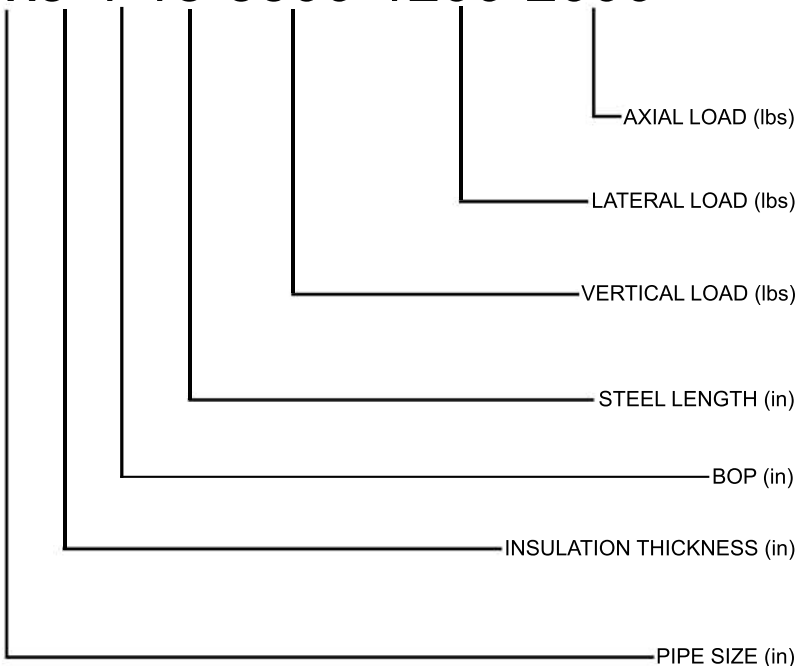 AXIAL LOAD (lbs)
LATERAL LOAD (lbs)
VERTICAL LOAD (lbs)
STEEL LENGTH (in)
BOP (in)
INSULATION THICKNESS (in)
PIPE SIZE (in)